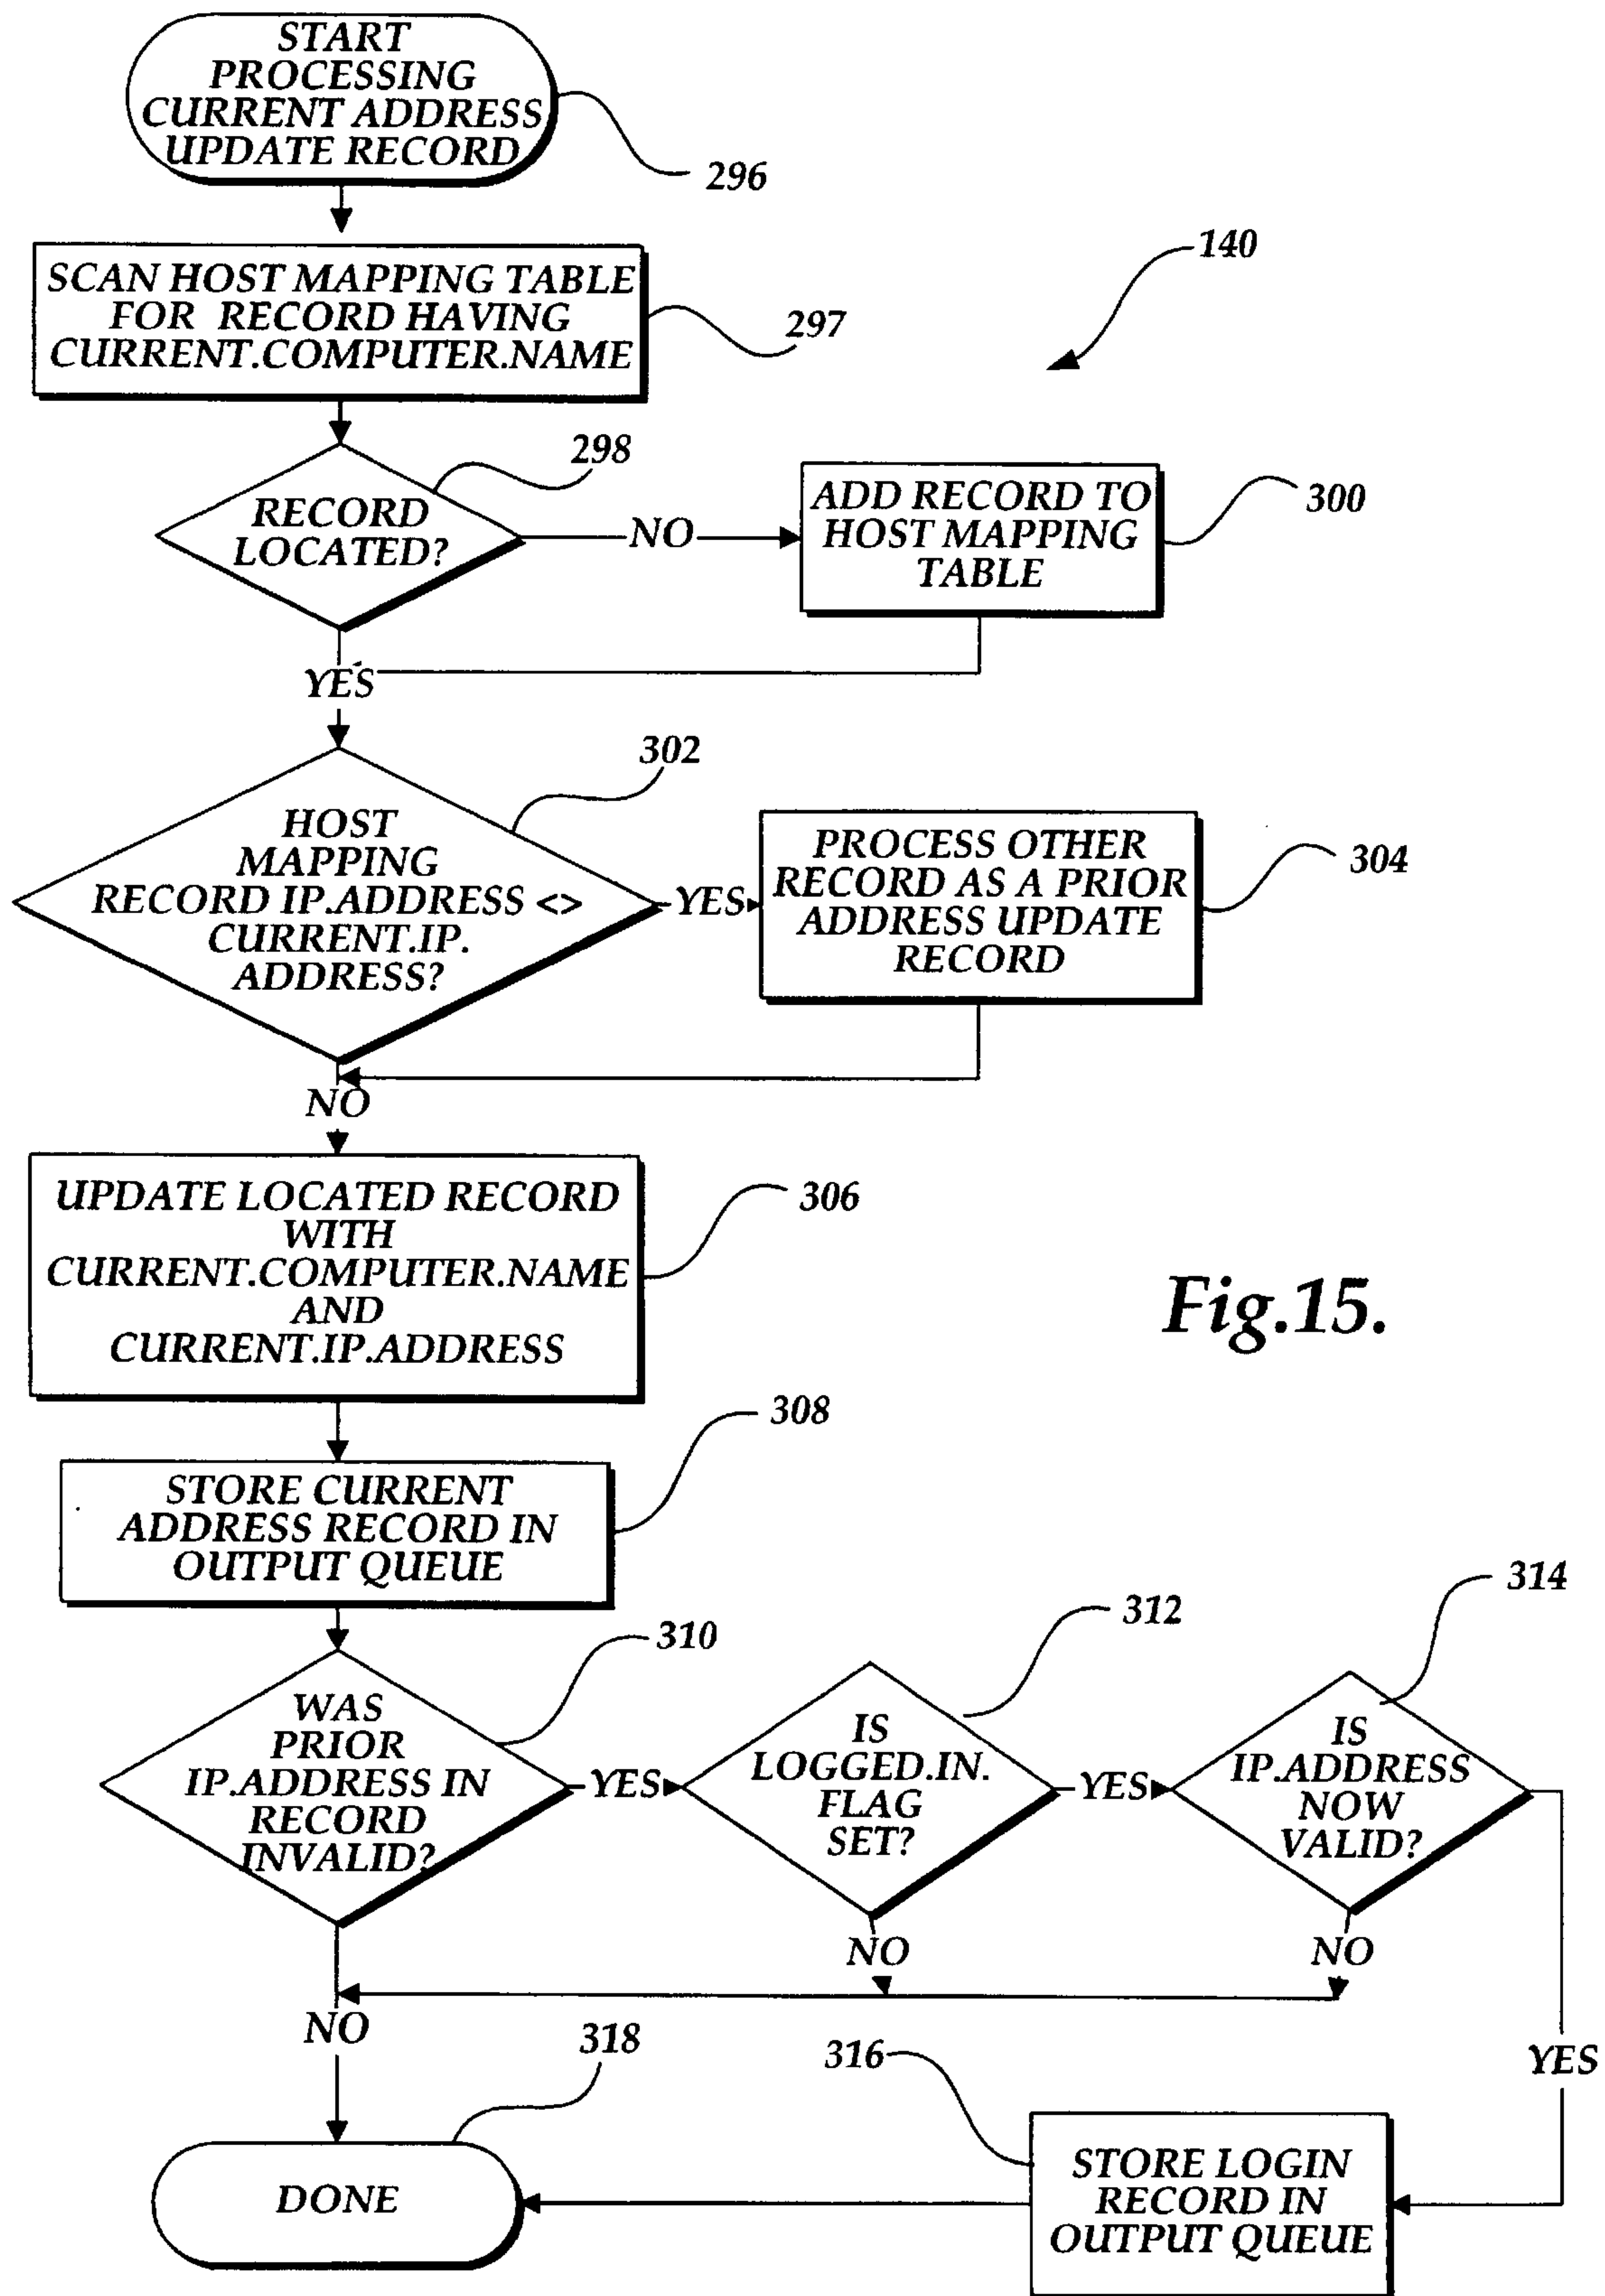 START
PROCESSING
CURRENT ADDRESS
UPDATE RECORD
296
140
SCAN HOST MAPPING TABLE
FOR RECORD HAVING
CURRENT.COMPUTER.NAME
297
298
RECORD
LOCATED?
NO
ADD RECORD TO
HOST MAPPING
TABLE
300
YES
302
HOST
MAPPING
RECORD IP.ADDRESS <>
CURRENT.IP.
ADDRESS?
YES
PROCESS OTHER
RECORD AS A PRIOR
ADDRESS UPDATE
RECORD
304
NO
UPDATE LOCATED RECORD
WITH
CURRENT.COMPUTER.NAME
AND
CURRENT.IP.ADDRESS
306
Fig.15.
308
STORE CURRENT
ADDRESS RECORD IN
OUTPUT QUEUE
310
WAS
PRIOR
IP.ADDRESS IN
RECORD
INVALID?
YES
312
IS
LOGGED.IN.
FLAG
SET?
YES
314
IS
IP.ADDRESS
NOW
VALID?
NO
NO
NO
YES
318
316
DONE
STORE LOGIN
RECORD IN
OUTPUT QUEUE